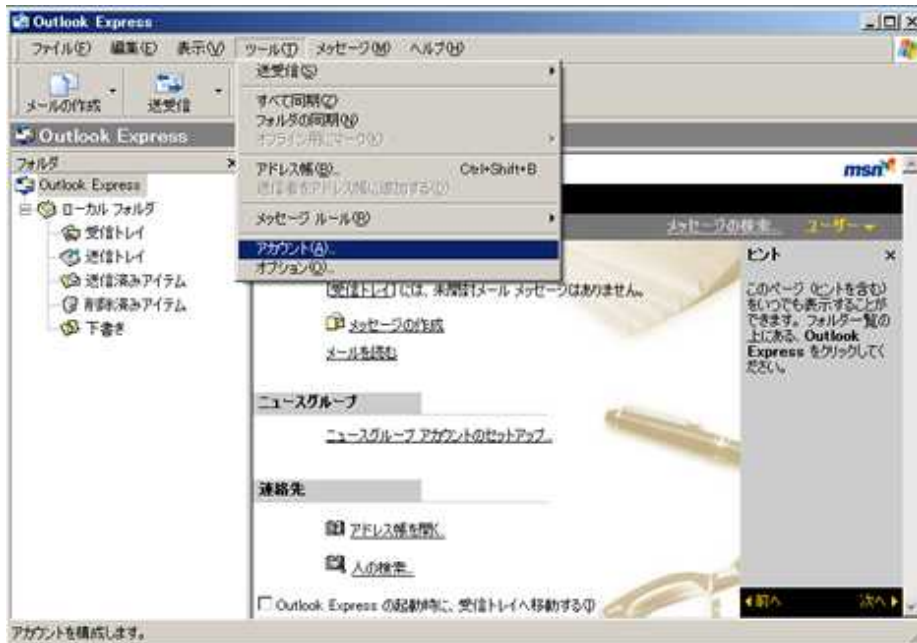 Outlook Express
ファイル(F) 編集(E) 表示(V) ツール(T) メッセージ(M) ヘルプ(H)
メールの作成 送受信
送受信(S)
すべて同期(Z)
フォルダの同期(N)
オフライン用にマーク(K)
アドレス帳(B)... Ctrl+Shift+B
送信者をアドレス帳に追加する(D)
メッセージ ルール(R)
アカウント(A)...
オプション(O)...
Outlook Express
フォルダ ×
Outlook Express
ローカル フォルダ
受信トレイ
送信トレイ
送信済みアイテム
削除済みアイテム
下書き
msn
メッセージの検索... ユーザー
[受信トレイ] には、未開封メール メッセージはありません。
メッセージの作成
メールを読む
ニュースグループ
ニュースグループ アカウントのセットアップ...
連絡先
アドレス帳を開く...
人の検索...
Outlook Express の起動時に、受信トレイへ移動する(I)
ヒント ×
このページ (ヒントを含む)
をいつでも表示することが
できます。フォルダ一覧の
上にある、Outlook
Express をクリックしてく
ださい。
前へ 次へ
アカウントを構成します。